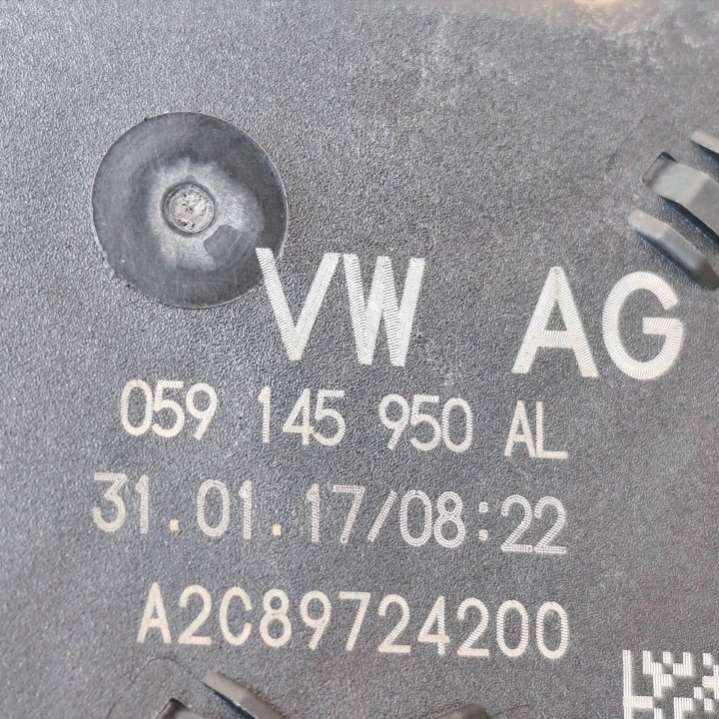 VW AG
059 145 950 AL
31.01.17/08:22
A2C89724200